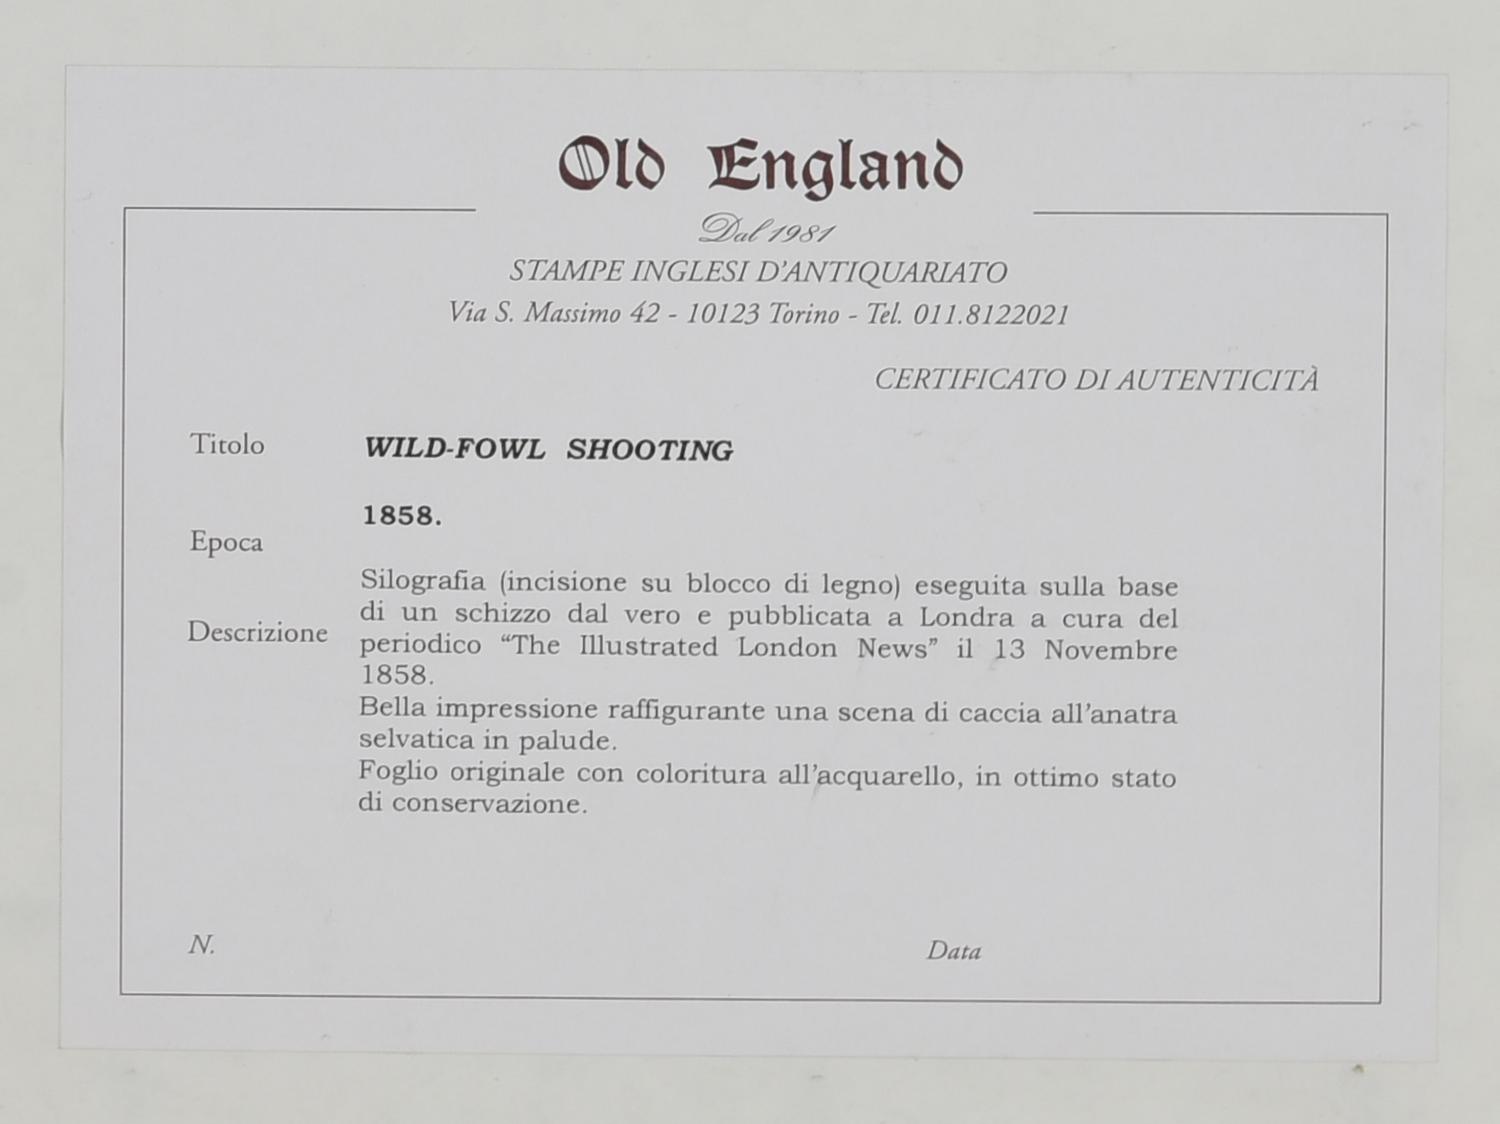 Old England
Dal 1981
STAMPE INGLESI D'ANTIQUARIATO
Via S. Massimo 42 - 10123 Torino - Tel. 011.8122021
CERTIFICATO DI AUTENTICITÀ
Titolo WILD-FOWL SHOOTING
1858.
Epoca
Silografia (incisione su blocco di legno) eseguita sulla base
di un schizzo dal vero e pubblicata a Londra a cura del
Descrizione periodico “The Illustrated London News” il 13 Novembre
1858.
Bella impressione raffigurante una scena di caccia all'anatra
selvatica in palude.
Foglio originale con coloritura all'acquarello, in ottimo stato
di conservazione.
N. Data